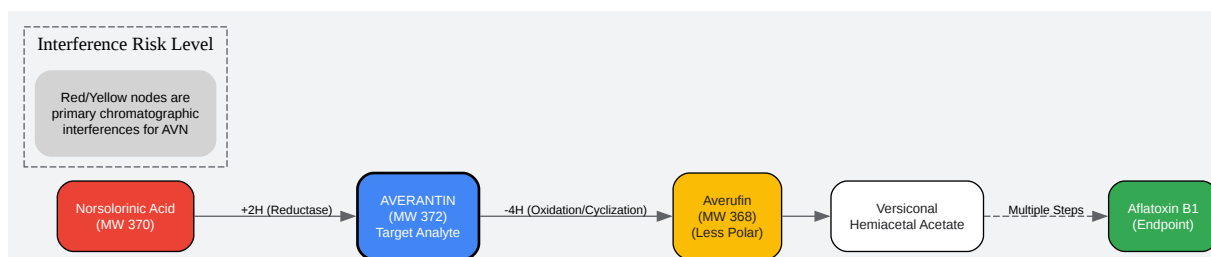 Interference Risk Level
Red/Yellow nodes are
primary chromatographic
interferences for AVN
Norsolorinic Acid
(MW 370)
+2H (Reductase)
AVERANTIN
(MW 372)
Target Analyte
-4H (Oxidation/Cyclization)
Averufin
(MW 368)
(Less Polar)
Versiconal
Hemiacetal Acetate
Multiple Steps
Aflatoxin B1
(Endpoint)